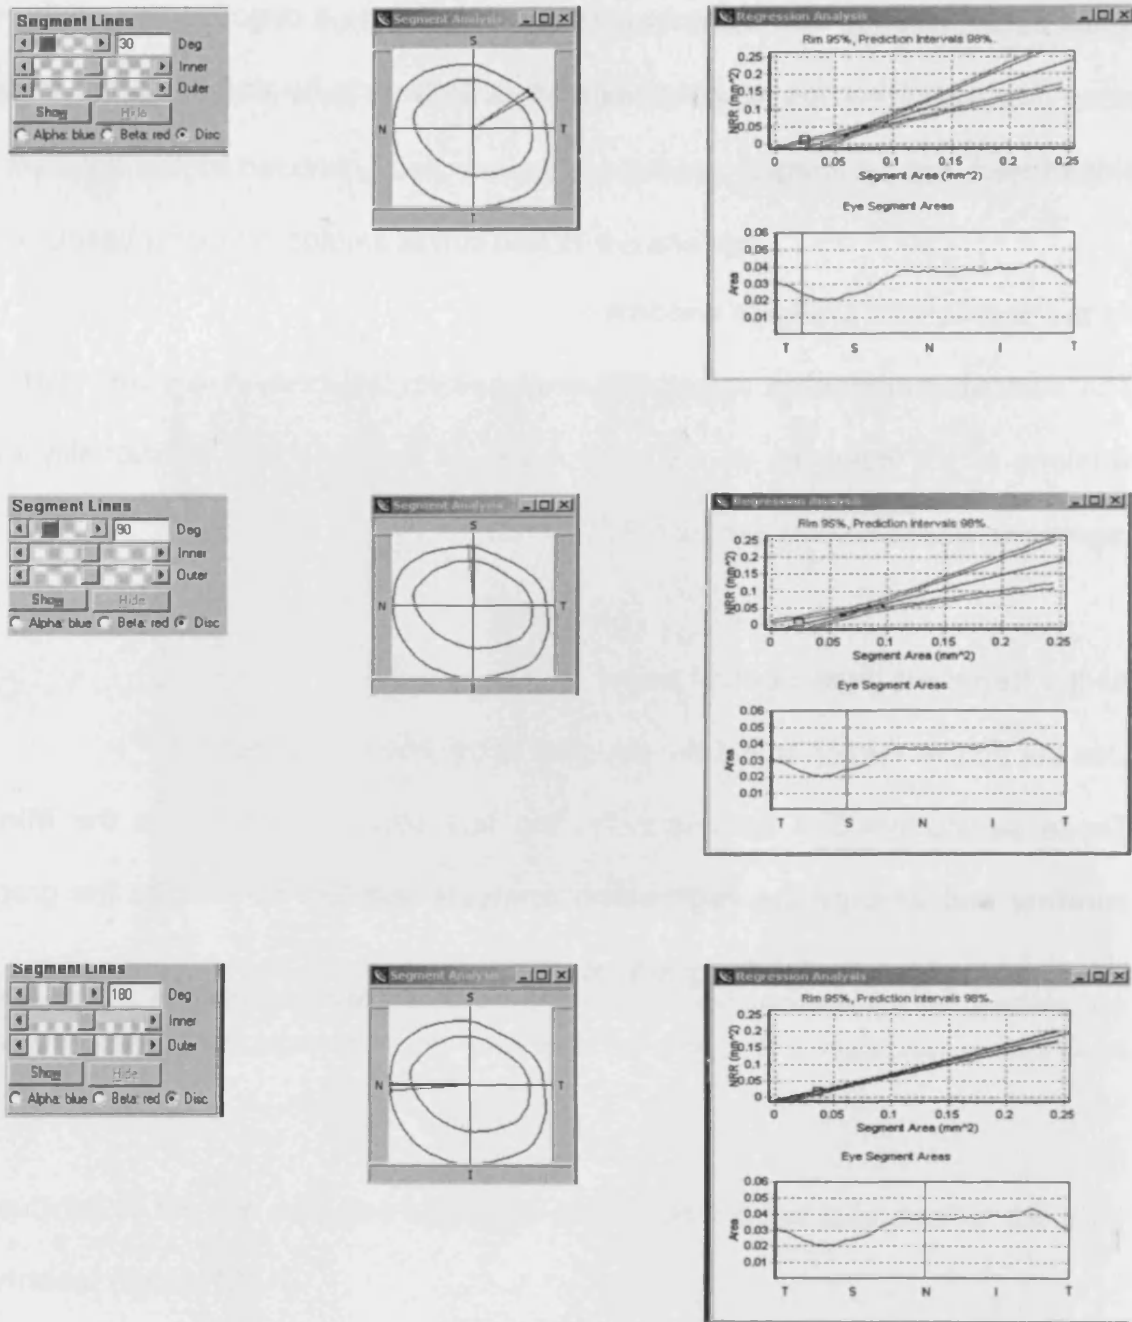 Segment Lines
30 Deg
Inner
Outer
Show Hide
Alpha: blue Beta: red Disc
Segment Analysis
S
N T
I
Regression Analysis
Rim 95%, Prediction Intervals 98%.
NRR (mm^2)
0.25
0.2
0.15
0.1
0.05
0
0 0.05 0.1 0.15 0.2 0.25
Segment Area (mm^2)
Eye Segment Areas
Area
0.06
0.05
0.04
0.03
0.02
0.01
T S N I T
Segment Lines
90 Deg
Inner
Outer
Show Hide
Alpha: blue Beta: red Disc
Segment Analysis
S
N T
I
Regression Analysis
Rim 95%, Prediction Intervals 98%.
NRR (mm^2)
0.25
0.2
0.15
0.1
0.05
0
0 0.05 0.1 0.15 0.2 0.25
Segment Area (mm^2)
Eye Segment Areas
Area
0.06
0.05
0.04
0.03
0.02
0.01
T S N I T
Segment Lines
180 Deg
Inner
Outer
Show Hide
Alpha: blue Beta: red Disc
Segment Analysis
S
N T
I
Regression Analysis
Rim 95%, Prediction Intervals 98%.
NRR (mm^2)
0.25
0.2
0.15
0.1
0.05
0
0 0.05 0.1 0.15 0.2 0.25
Segment Area (mm^2)
Eye Segment Areas
Area
0.06
0.05
0.04
0.03
0.02
0.01
T S N I T